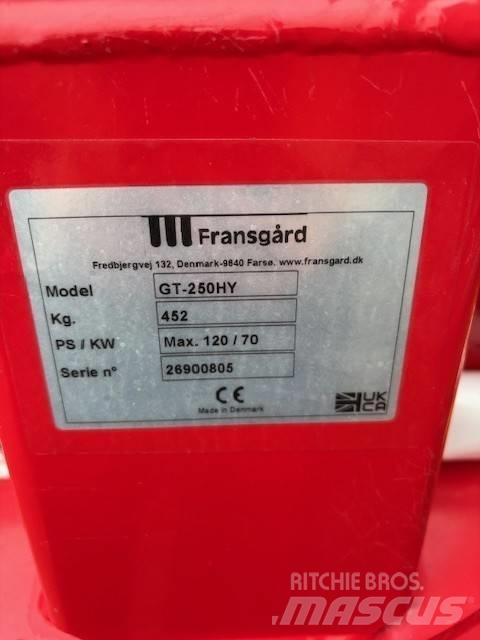 Fransgård
Fredbjergvej 132, Denmark-9640 Farsø. www.fransgard.dk
Model GT-250HY
Kg. 452
PS / KW Max. 120 / 70
Serie n° 26900805
CE
Made in Denmark
UK
CA
RITCHIE BROS.
MASCUS